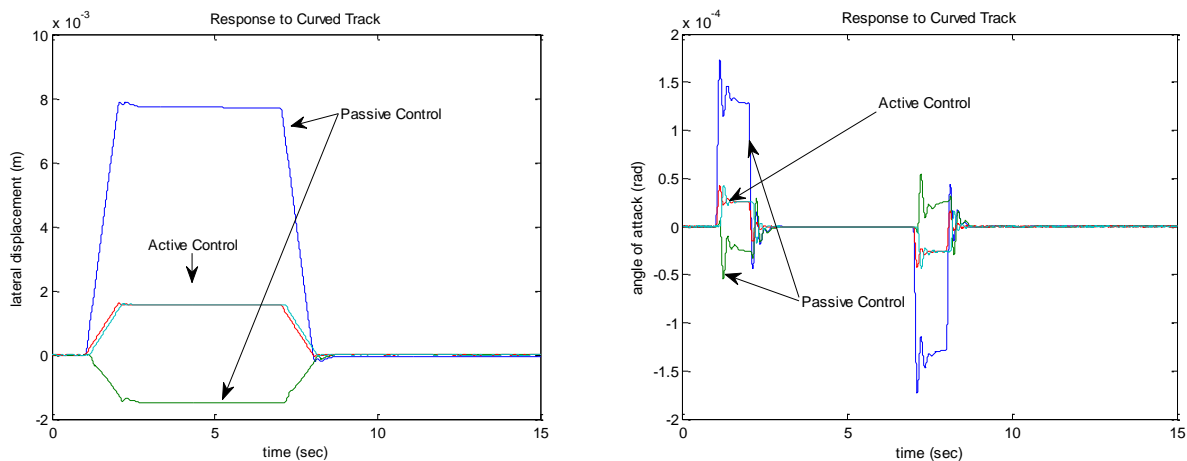 Response to Curved Track
x 10⁻³
10
8
6
4
2
0
-2
0
5
10
15
Passive Control
Active Control
lateral displacement (m)
time (sec)
Response to Curved Track
x 10⁻⁴
2
1.5
1
0.5
0
-0.5
-1
-1.5
-2
0
5
10
15
Active Control
Passive Control
angle of attack (rad)
time (sec)